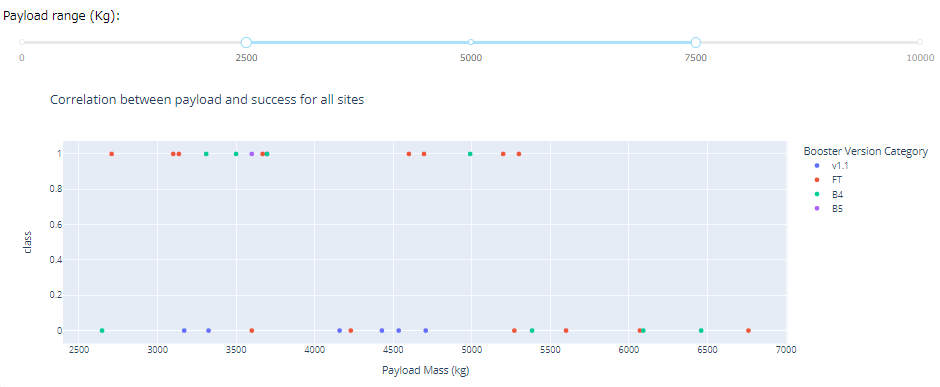 Payload range (Kg):
0 2500 5000 7500 10000
Correlation between payload and success for all sites
Booster Version Category
v1.1
FT
B4
B5
1
0.8
0.6
0.4
0.2
0
class
2500 3000 3500 4000 4500 5000 5500 6000 6500 7000
Payload Mass (kg)